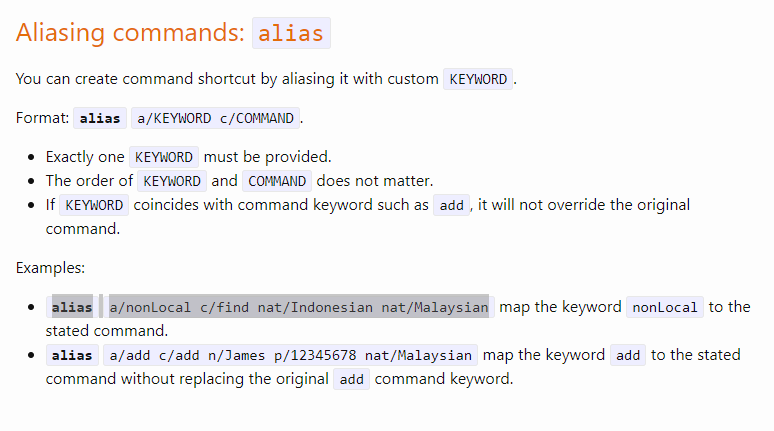 Aliasing commands: alias
You can create command shortcut by aliasing it with custom KEYWORD.
Format: alias a/KEYWORD c/COMMAND.
Exactly one KEYWORD must be provided.
The order of KEYWORD and COMMAND does not matter.
If KEYWORD coincides with command keyword such as add, it will not override the original
command.
Examples:
alias a/nonLocal c/find nat/Indonesian nat/Malaysian map the keyword nonLocal to the
stated command.
alias a/add c/add n/James p/12345678 nat/Malaysian map the keyword add to the stated
command without replacing the original add command keyword.